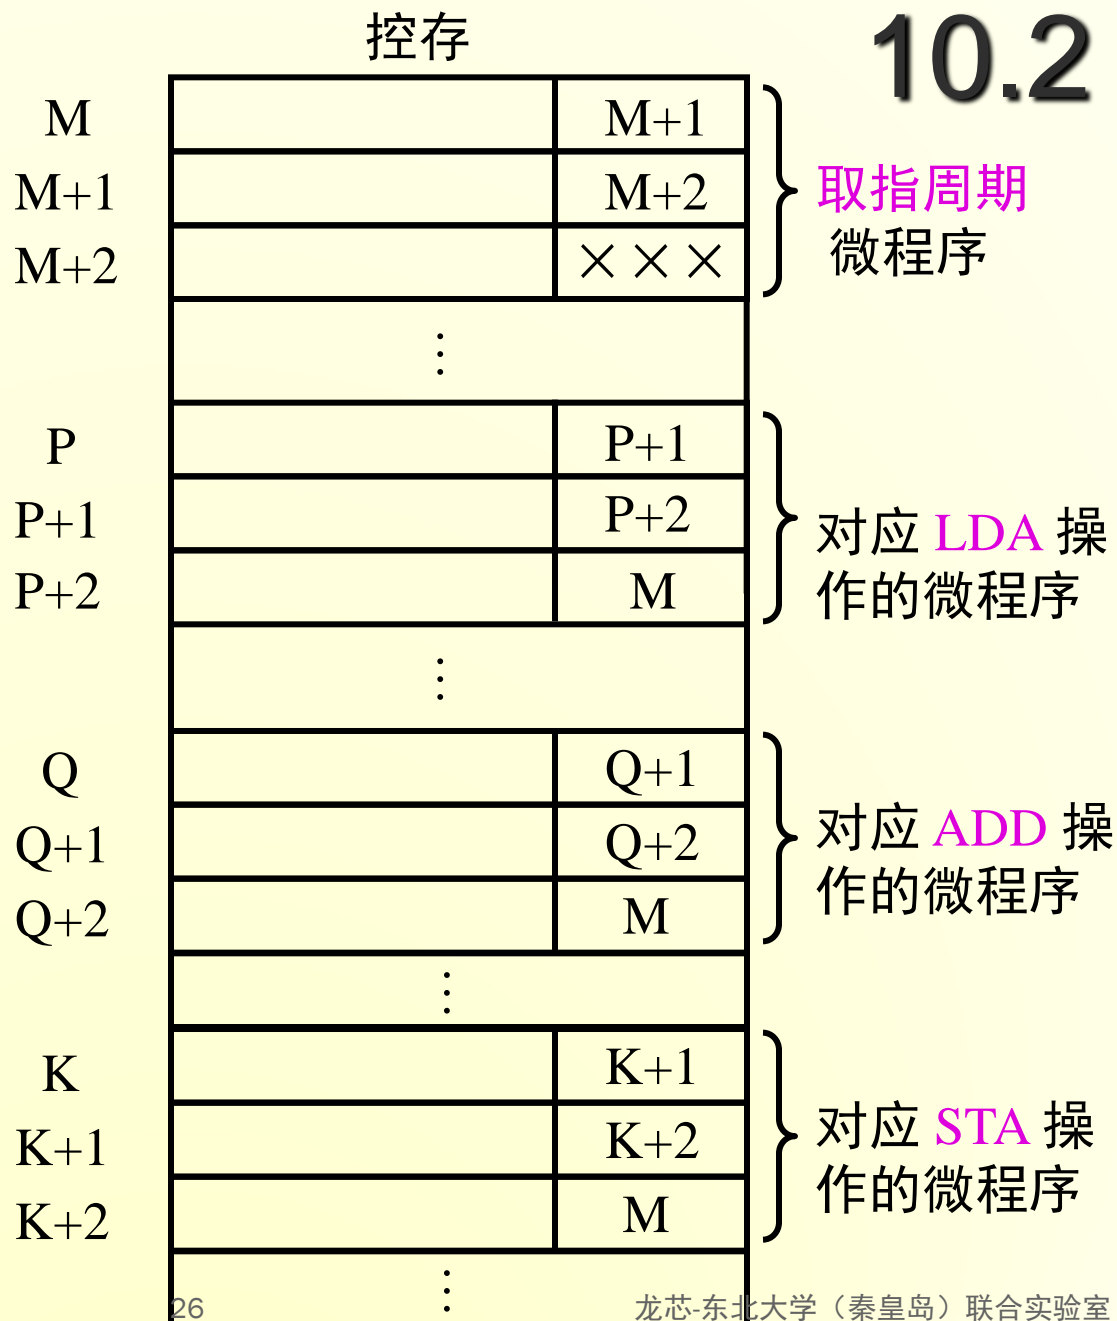 控存
10.2
M M+1
M+1 M+2
M+2 ×××
取指周期
微程序
⋮
P P+1
P+1 P+2
P+2 M
对应 LDA 操
作的微程序
⋮
Q Q+1
Q+1 Q+2
Q+2 M
对应 ADD 操
作的微程序
⋮
K K+1
K+1 K+2
K+2 M
对应 STA 操
作的微程序
⋮
26
龙芯-东北大学（秦皇岛）联合实验室